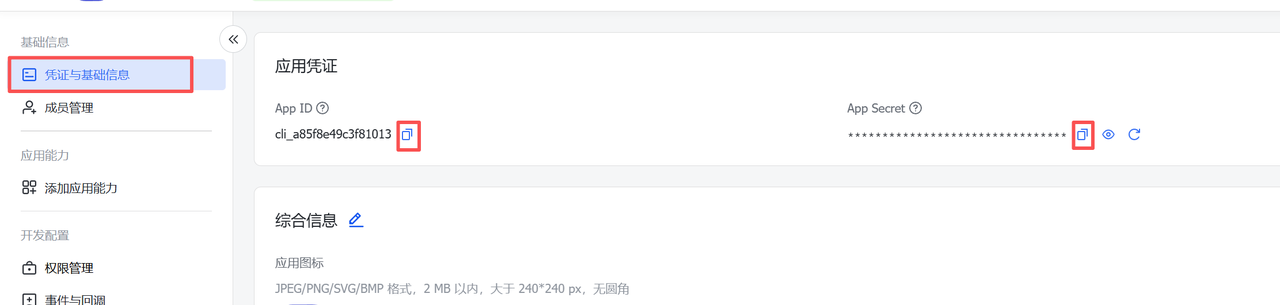 基础信息
凭证与基础信息
成员管理
应用能力
添加应用能力
开发配置
权限管理
事件与回调
应用凭证
App ID
cli_a85f8e49c3f81013
App Secret
********************************
综合信息
应用图标
JPEG/PNG/SVG/BMP 格式，2 MB 以内，大于 240*240 px，无圆角